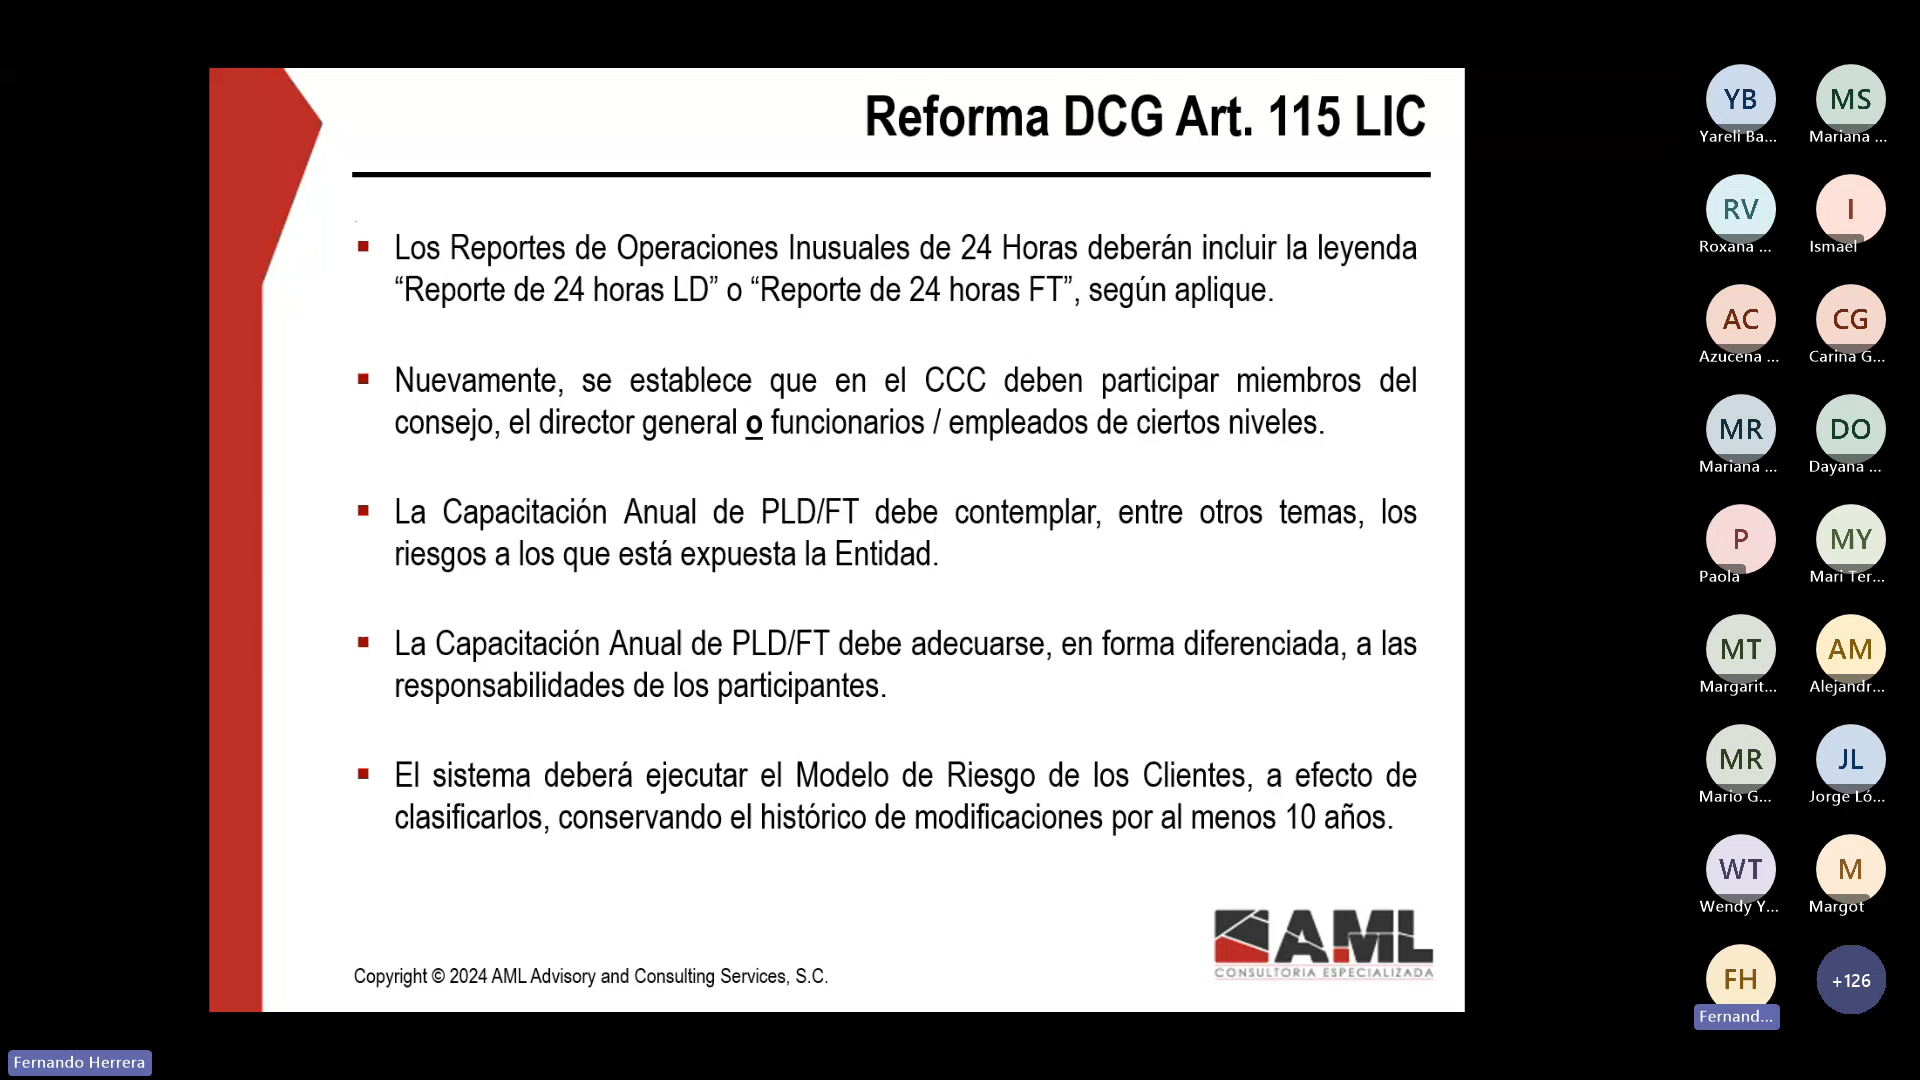 Reforma DCG Art. 115 LIC
▪ Los Reportes de Operaciones Inusuales de 24 Horas deberán incluir la leyenda
“Reporte de 24 horas LD” o “Reporte de 24 horas FT”, según aplique.
▪ Nuevamente, se establece que en el CCC deben participar miembros del
consejo, el director general o funcionarios / empleados de ciertos niveles.
▪ La Capacitación Anual de PLD/FT debe contemplar, entre otros temas, los
riesgos a los que está expuesta la Entidad.
▪ La Capacitación Anual de PLD/FT debe adecuarse, en forma diferenciada, a las
responsabilidades de los participantes.
▪ El sistema deberá ejecutar el Modelo de Riesgo de los Clientes, a efecto de
clasificarlos, conservando el histórico de modificaciones por al menos 10 años.
AML
CONSULTORIA ESPECIALIZADA
Copyright © 2024 AML Advisory and Consulting Services, S.C.
Fernando Herrera
YB MS
Yareli Ba... Mariana ...
RV I
Roxana ... Ismael
AC CG
Azucena ... Carina G...
MR DO
Mariana ... Dayana ...
P MY
Paola Mari Ter...
MT AM
Margarit... Alejandr...
MR JL
Mario G... Jorge Ló...
WT M
Wendy Y... Margot
FH +126
Fernand...